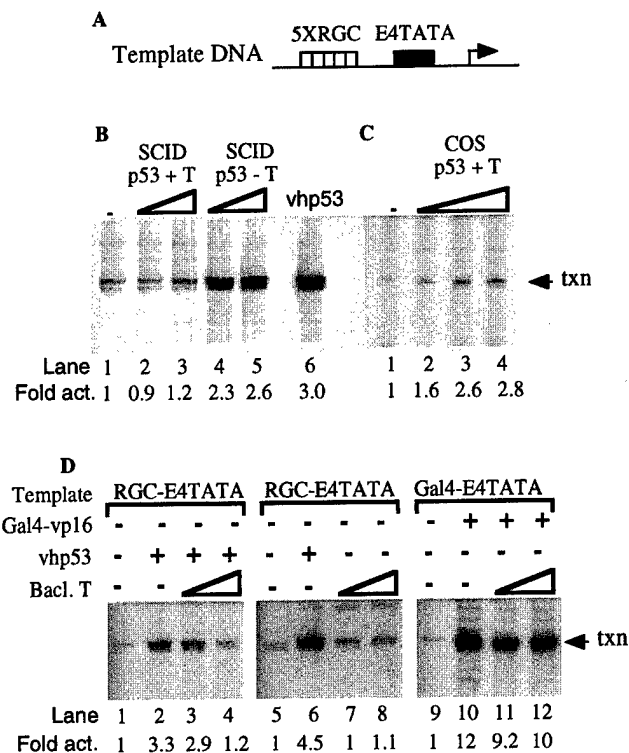 A
5XRGC E4TATA
Template DNA
B
SCID SCID
p53 + T p53 - T
vhp53
-
C
COS
p53 + T
-
txn
Lane 1 2 3 4 5 6 1 2 3 4
Fold act. 1 0.9 1.2 2.3 2.6 3.0 1 1.6 2.6 2.8
D
Template RGC-E4TATA RGC-E4TATA Gal4-E4TATA
Gal4-vp16 - - - - - - - - - + + +
vhp53 - + + + - + - - - - - -
Bacl. T - - - - - -
txn
Lane 1 2 3 4 5 6 7 8 9 10 11 12
Fold act. 1 3.3 2.9 1.2 1 4.5 1 1.1 1 12 9.2 10